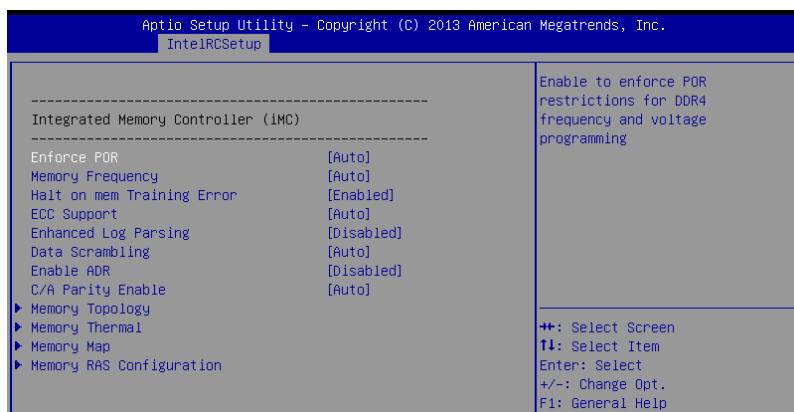 Aptio Setup Utility – Copyright (C) 2013 American Megatrends, Inc.
IntelRCSetup
--------------------------------------------------
Integrated Memory Controller (iMC)
--------------------------------------------------
Enforce POR [Auto]
Memory Frequency [Auto]
Halt on mem Training Error [Enabled]
ECC Support [Auto]
Enhanced Log Parsing [Disabled]
Data Scrambling [Auto]
Enable ADR [Disabled]
C/A Parity Enable [Auto]
Memory Topology
Memory Thermal
Memory Map
Memory RAS Configuration
Enable to enforce POR
restrictions for DDR4
frequency and voltage
programming
→←: Select Screen
↑↓: Select Item
Enter: Select
+/-: Change Opt.
F1: General Help